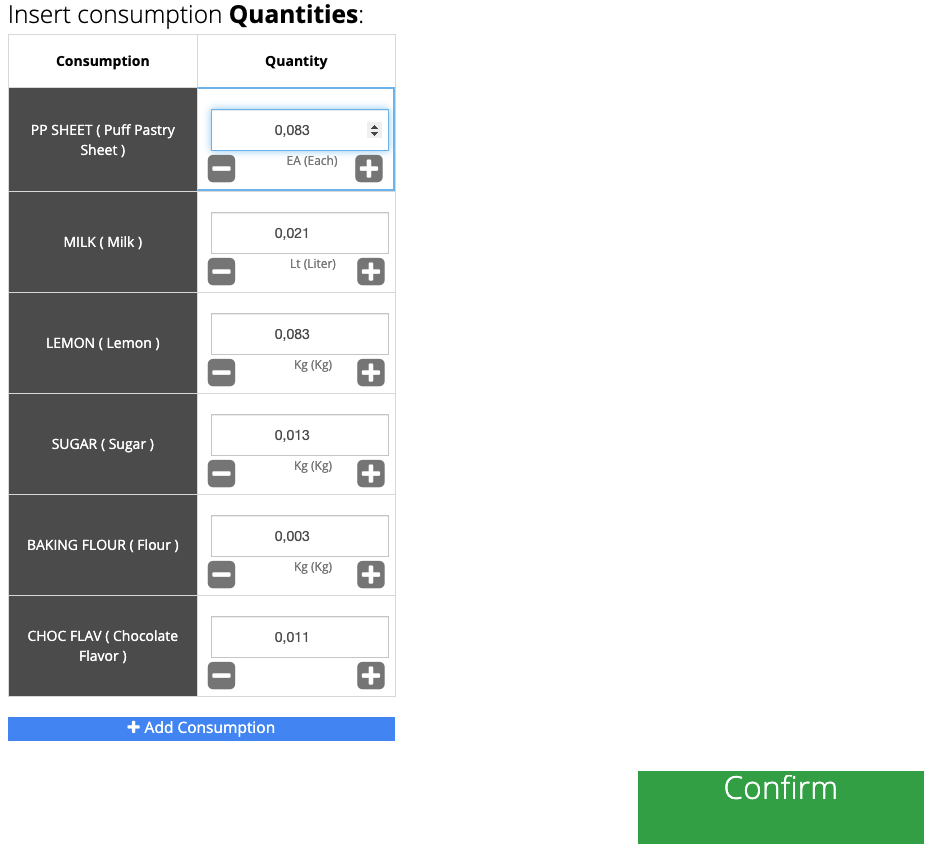 Insert consumption Quantities:
Consumption Quantity
PP SHEET ( Puff Pastry
Sheet )
0,083
EA (Each)
MILK ( Milk )
0,021
Lt (Liter)
LEMON ( Lemon )
0,083
Kg (Kg)
SUGAR ( Sugar )
0,013
Kg (Kg)
BAKING FLOUR ( Flour )
0,003
Kg (Kg)
CHOC FLAV ( Chocolate
Flavor )
0,011
Add Consumption
Confirm